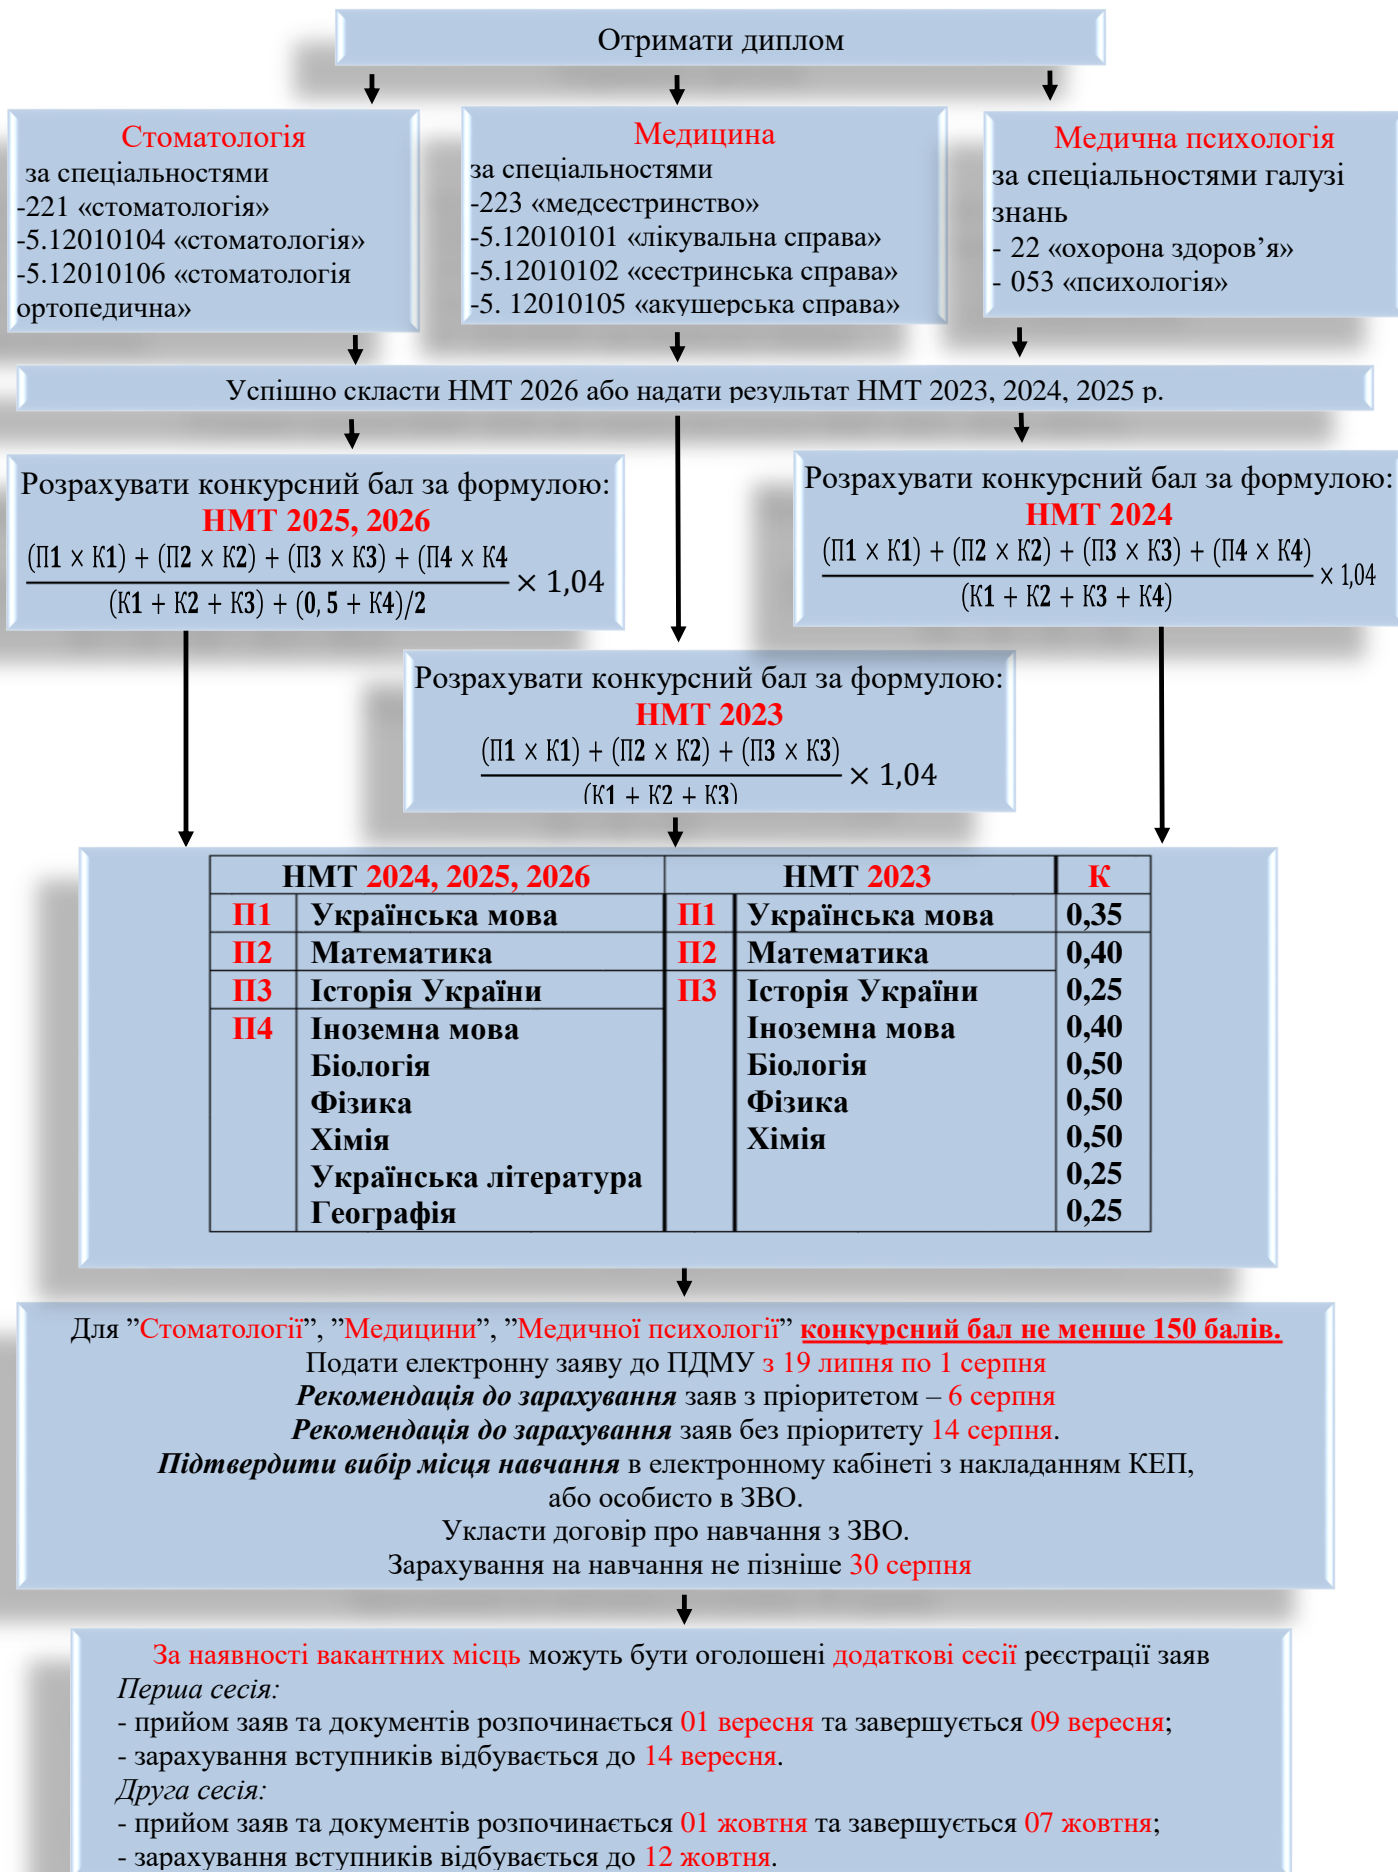 Отримати диплом
Стоматологія
за спеціальностями
-221 «стоматологія»
-5.12010104 «стоматологія»
-5.12010106 «стоматологія
ортопедична»
Медицина
за спеціальностями
-223 «медсестринство»
-5.12010101 «лікувальна справа»
-5.12010102 «сестринська справа»
-5. 12010105 «акушерська справа»
Медична психологія
за спеціальностями галузі
знань
- 22 «охорона здоров’я»
- 053 «психологія»
Успішно скласти НМТ 2026 або надати результат НМТ 2023, 2024, 2025 р.
Розрахувати конкурсний бал за формулою:
НМТ 2025, 2026
(П1 × К1) + (П2 × К2) + (П3 × К3) + (П4 × К4
(К1 + К2 + К3) + (0, 5 + К4)/2
× 1,04
Розрахувати конкурсний бал за формулою:
НМТ 2024
(П1 × К1) + (П2 × К2) + (П3 × К3) + (П4 × К4)
(К1 + К2 + К3 + К4)
× 1,04
Розрахувати конкурсний бал за формулою:
НМТ 2023
(П1 × К1) + (П2 × К2) + (П3 × К3)
(К1 + К2 + К3)
× 1,04
НМТ 2024, 2025, 2026 НМТ 2023 К
П1 Українська мова П1 Українська мова 0,35
П2 Математика П2 Математика 0,40
П3 Історія України П3 Історія України 0,25
П4 Іноземна мова Іноземна мова 0,40
Біологія Біологія 0,50
Фізика Фізика 0,50
Хімія Хімія 0,50
Українська література 0,25
Географія 0,25
Для ”Стоматології”, ”Медицини”, ”Медичної психології” конкурсний бал не менше 150 балів.
Подати електронну заяву до ПДМУ з 19 липня по 1 серпня
Рекомендація до зарахування заяв з пріоритетом – 6 серпня
Рекомендація до зарахування заяв без пріоритету 14 серпня.
Підтвердити вибір місця навчання в електронному кабінеті з накладанням КЕП,
або особисто в ЗВО.
Укласти договір про навчання з ЗВО.
Зарахування на навчання не пізніше 30 серпня
За наявності вакантних місць можуть бути оголошені додаткові сесії реєстрації заяв
Перша сесія:
- прийом заяв та документів розпочинається 01 вересня та завершується 09 вересня;
- зарахування вступників відбувається до 14 вересня.
Друга сесія:
- прийом заяв та документів розпочинається 01 жовтня та завершується 07 жовтня;
- зарахування вступників відбувається до 12 жовтня.